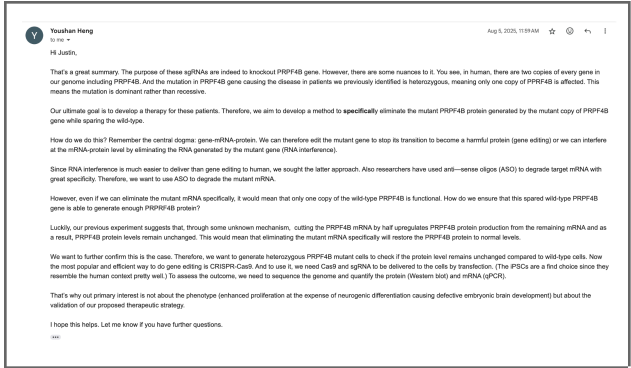 Y
Youshan Heng
Aug 5, 2025, 11:59 AM
to me
Hi Justin,
That's a great summary. The purpose of these sgRNAs are indeed to knockout PRPF4B gene. However, there are some nuances to it. You see, in human, there are two copies of every gene in
our genome including PRPF4B. And the mutation in PRPF4B gene causing the disease in patients we previously identified is heterozygous, meaning only one copy of PPRF4B is affected. This
means the mutation is dominant rather than recessive.
Our ultimate goal is to develop a therapy for these patients. Therefore, we aim to develop a method to specifically eliminate the mutant PRPF4B protein generated by the mutant copy of PRPF4B
gene while sparing the wild-type.
How do we do this? Remember the central dogma: gene-mRNA-protein. We can therefore edit the mutant gene to stop its transition to become a harmful protein (gene editing) or we can interfere
at the mRNA-protein level by eliminating the RNA generated by the mutant gene (RNA interference).
Since RNA interference is much easier to deliver than gene editing to human, we sought the latter approach. Also researchers have used anti—sense oligos (ASO) to degrade target mRNA with
great specificity. Therefore, we want to use ASO to degrade the mutant mRNA.
However, even if we can eliminate the mutant mRNA specifically, it would mean that only one copy of the wild-type PRPF4B is functional. How do we ensure that this spared wild-type PRPF4B
gene is able to generate enough PRPRF4B protein?
Luckily, our previous experiment suggests that, through some unknown mechanism, cutting the PRPF4B mRNA by half upregulates PRPF4B protein production from the remaining mRNA and as
a result, PRPF4B protein levels remain unchanged. This would mean that eliminating the mutant mRNA specifically will restore the PRPF4B protein to normal levels.
We want to further confirm this is the case. Therefore, we want to generate heterozygous PRPF4B mutant cells to check if the protein level remains unchanged compared to wild-type cells. Now
the most popular and efficient way to do gene editing is CRISPR-Cas9. And to use it, we need Cas9 and sgRNA to be delivered to the cells by transfection. (The iPSCs are a find choice since they
resemble the human context pretty well.) To assess the outcome, we need to sequence the genome and quantify the protein (Western blot) and mRNA (qPCR).
That's why out primary interest is not about the phenotype (enhanced proliferation at the expense of neurogenic differentiation causing defective embryonic brain development) but about the
validation of our proposed therapeutic strategy.
I hope this helps. Let me know if you have further questions.